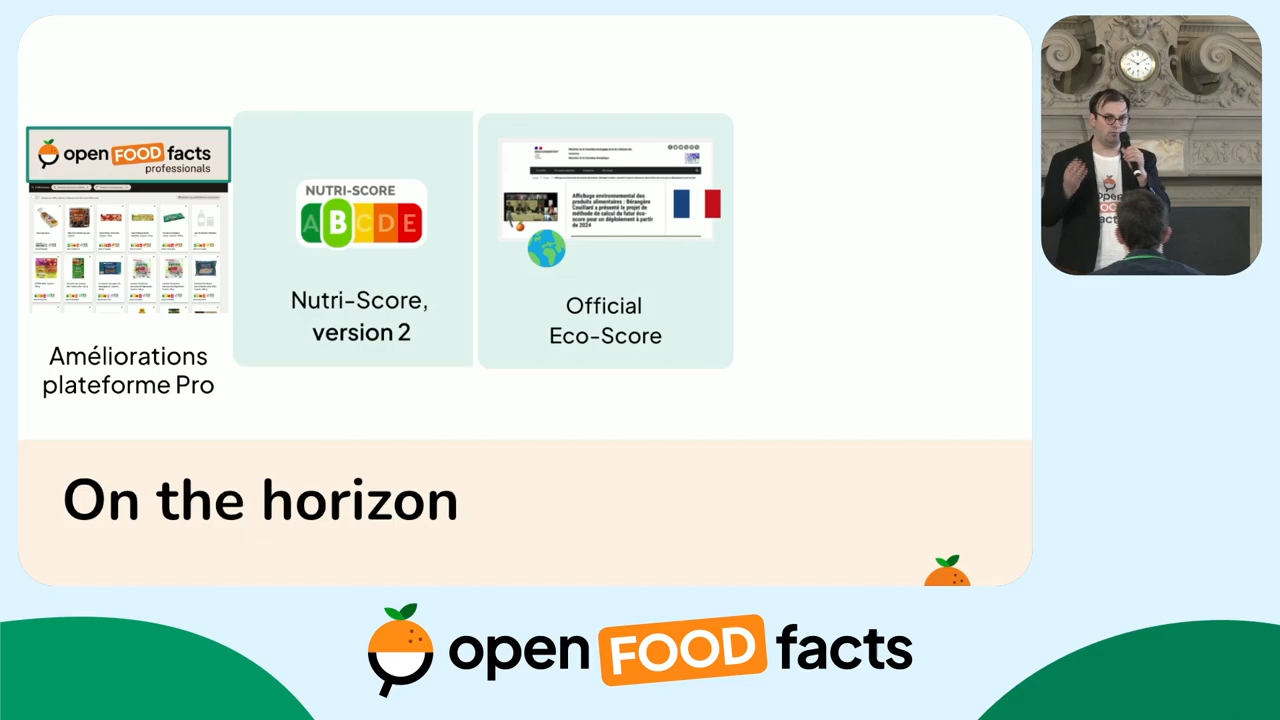 open FOOD facts
professionals
Améliorations
plateforme Pro
NUTRI-SCORE
A B C D E
Nutri-Score,
version 2
Affichage environnemental des
produits alimentaires : Bérangère
Couillard a présenté le projet de
méthode de calcul du futur éco-
score pour un déploiement à partir
de 2024
Official
Eco-Score
On the horizon
open FOOD facts